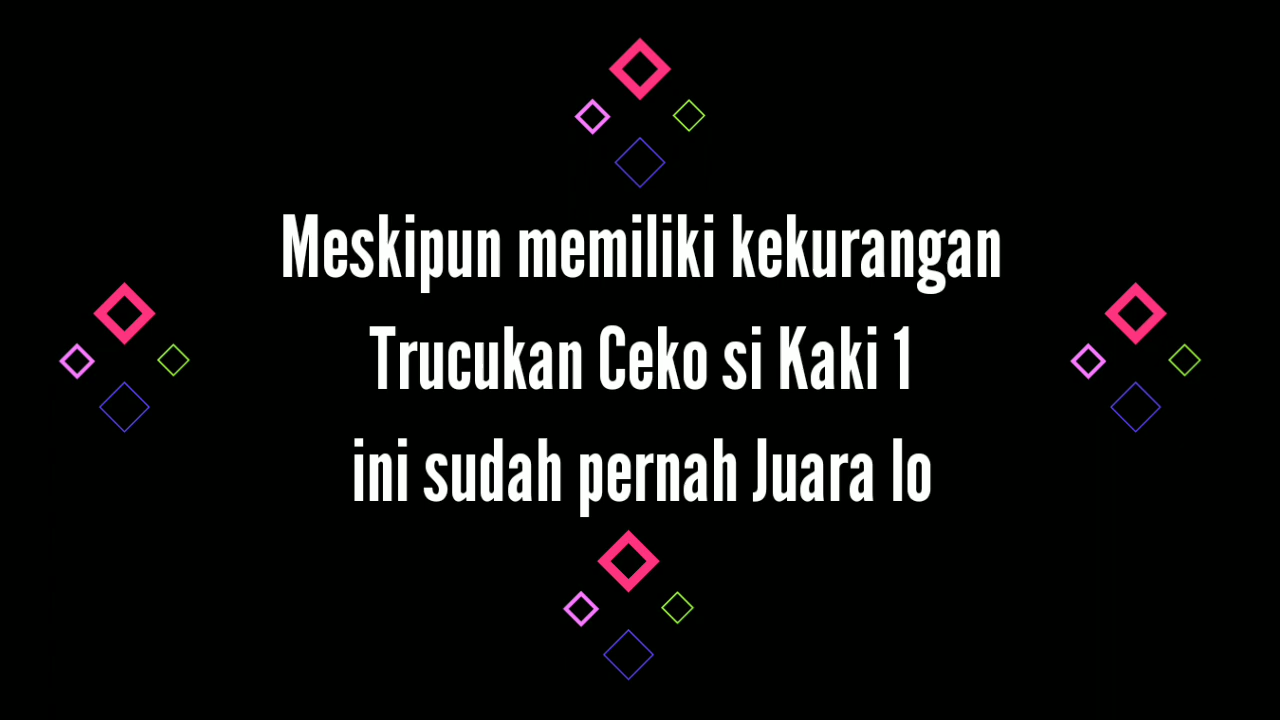 Meskipun memiliki kekurangan
Trucukan Ceko si Kaki 1
ini sudah pernah Juara lo